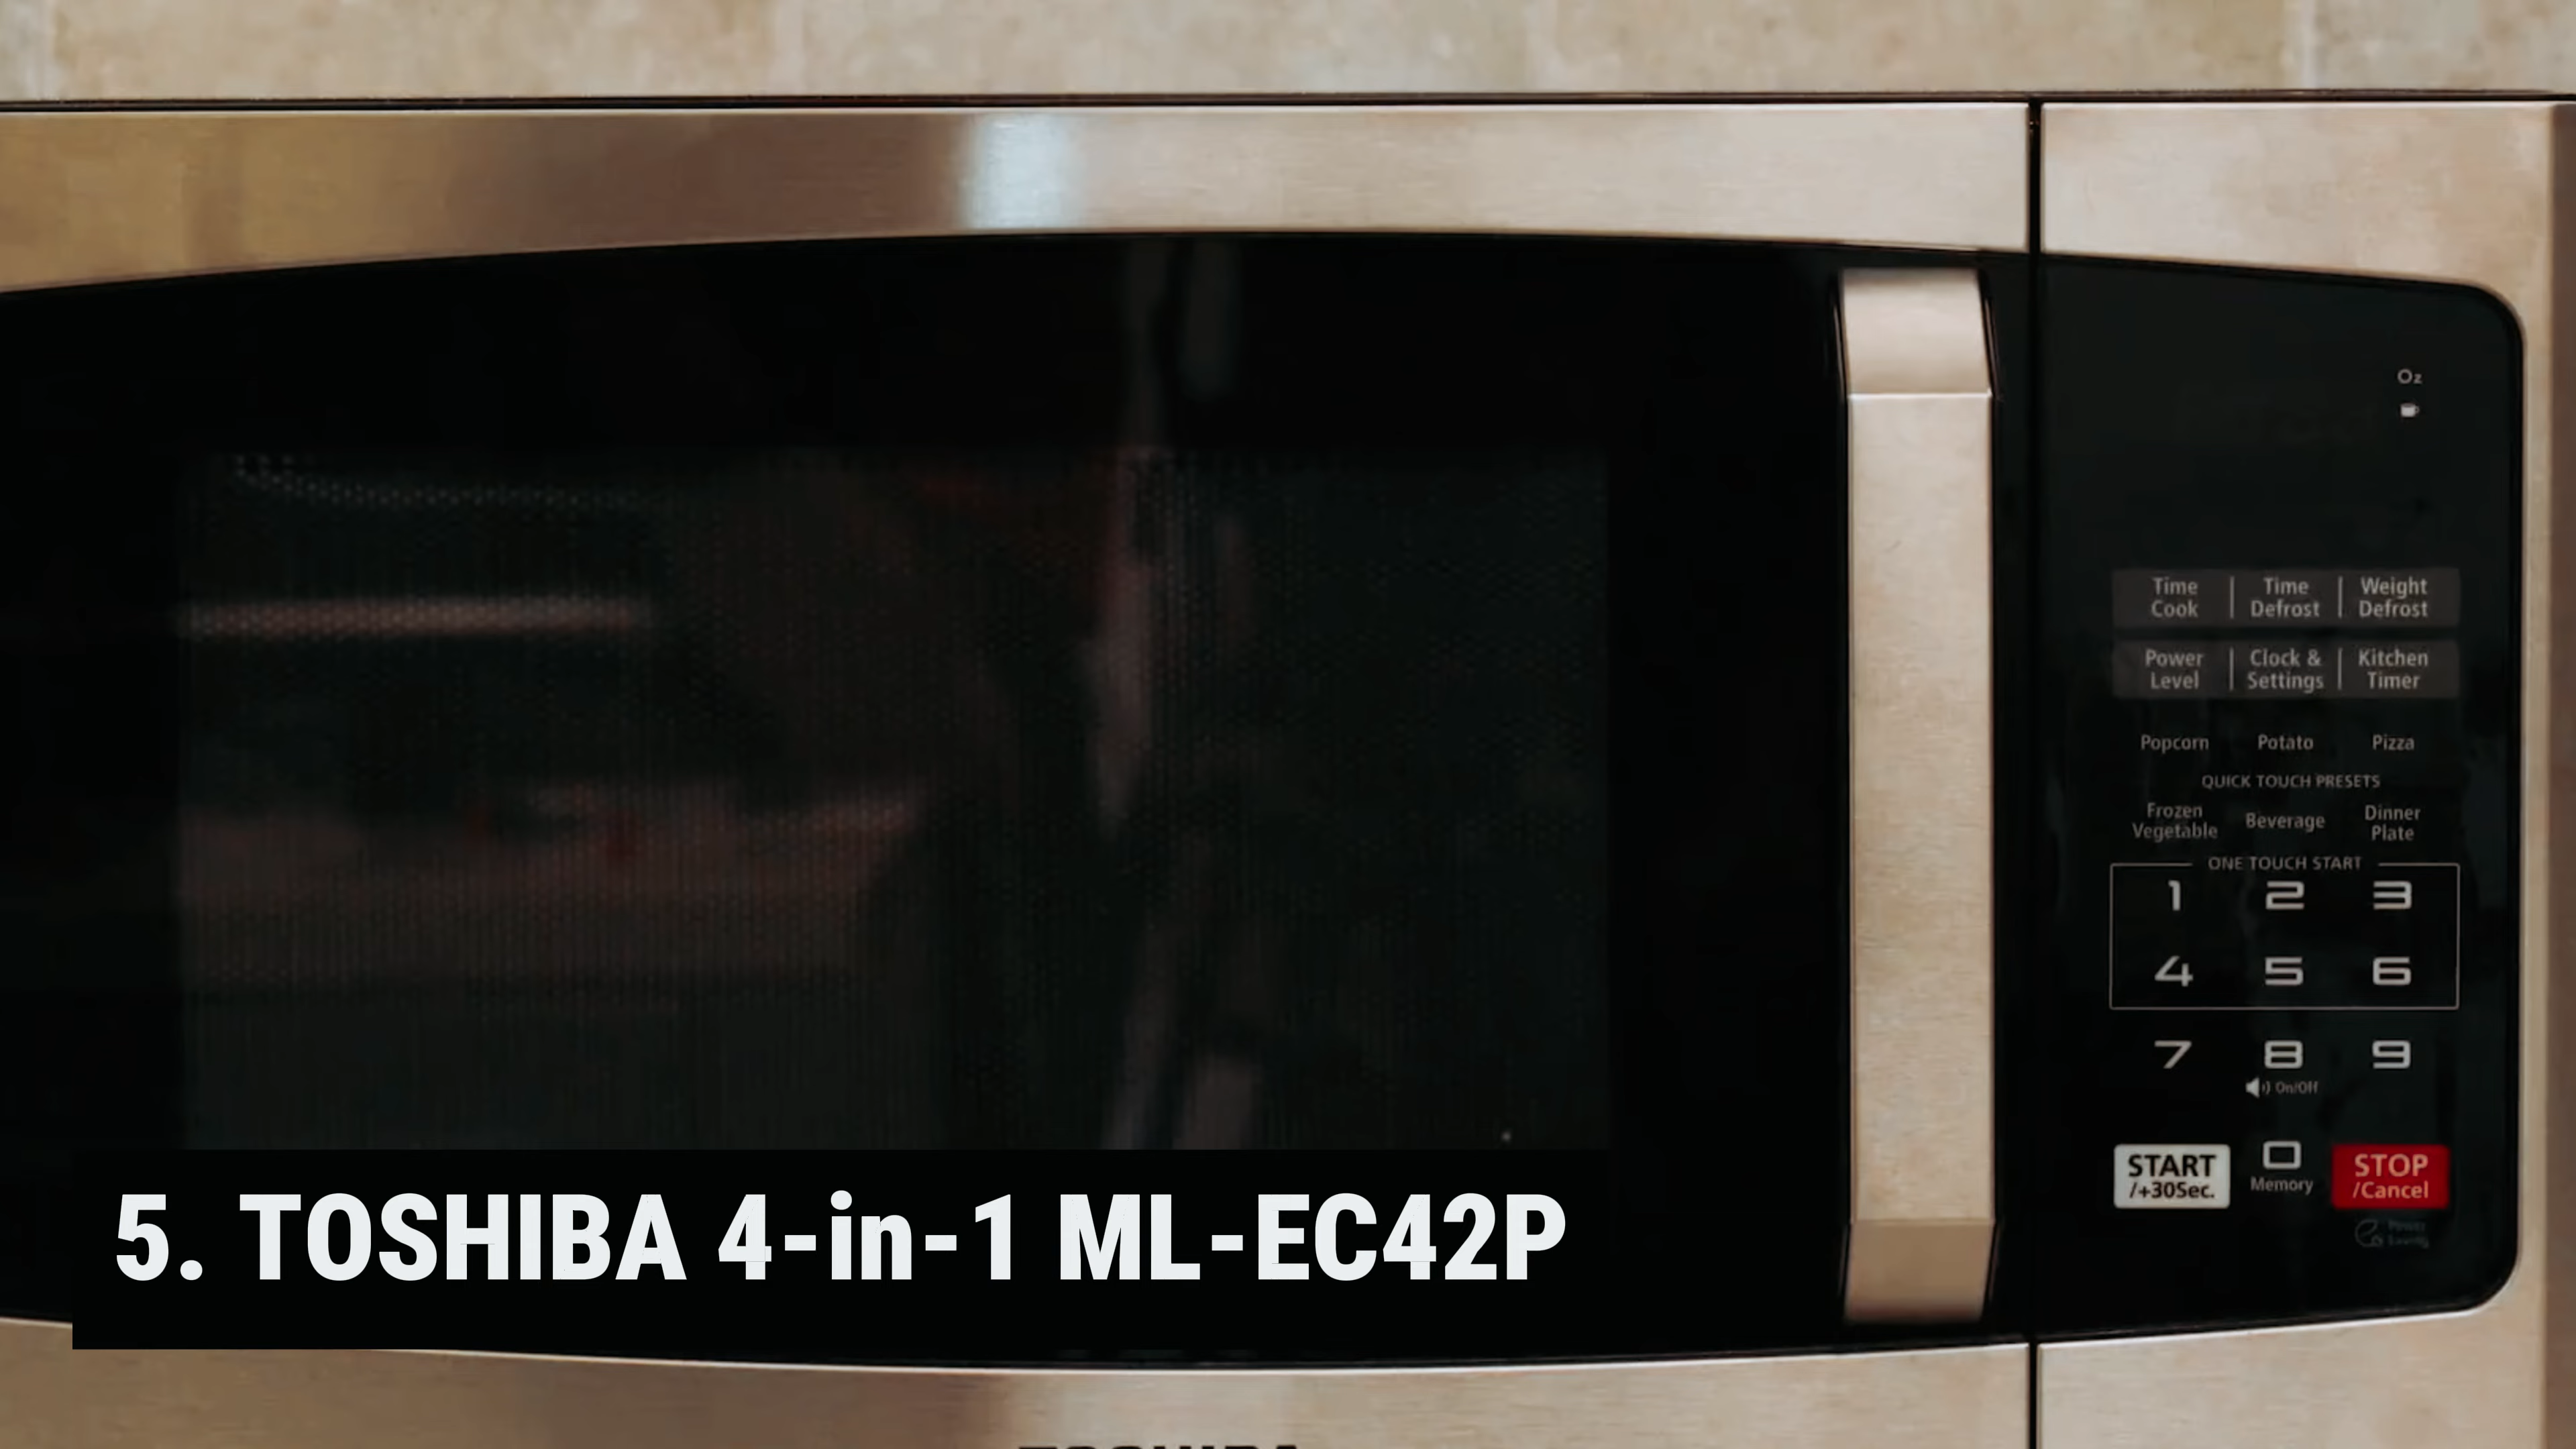 Oz
Time Cook | Time Defrost | Weight Defrost
Power Level | Clock & Settings | Kitchen Timer
Popcorn Potato Pizza
QUICK TOUCH PRESETS
Frozen Vegetable Beverage Dinner Plate
ONE TOUCH START
1 2 3
4 5 6
7 8 9
On/Off
START /+30Sec. Memory STOP /Cancel
5. TOSHIBA 4-in-1 ML-EC42P
TOSHIBA